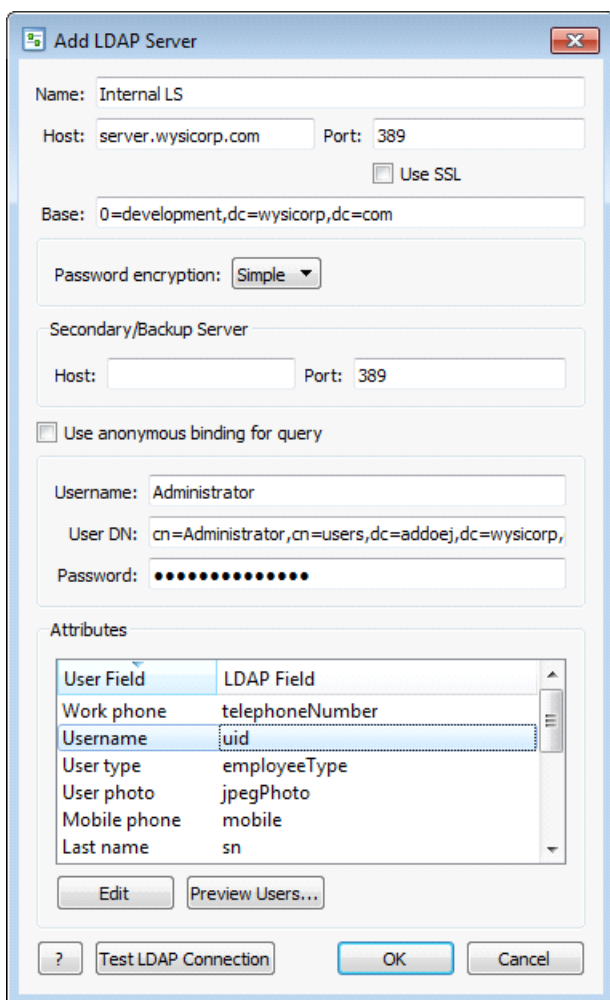 Add LDAP Server
Name: Internal LS
Host: server.wysicorp.com Port: 389
Use SSL
Base: 0=development,dc=wysicorp,dc=com
Password encryption: Simple
Secondary/Backup Server
Host: Port: 389
Use anonymous binding for query
Username: Administrator
User DN: cn=Administrator,cn=users,dc=addoej,dc=wysicorp,
Password: ••••••••••••••
Attributes
User Field LDAP Field
Work phone telephoneNumber
Username uid
User type employeeType
User photo jpegPhoto
Mobile phone mobile
Last name sn
Edit Preview Users...
? Test LDAP Connection OK Cancel